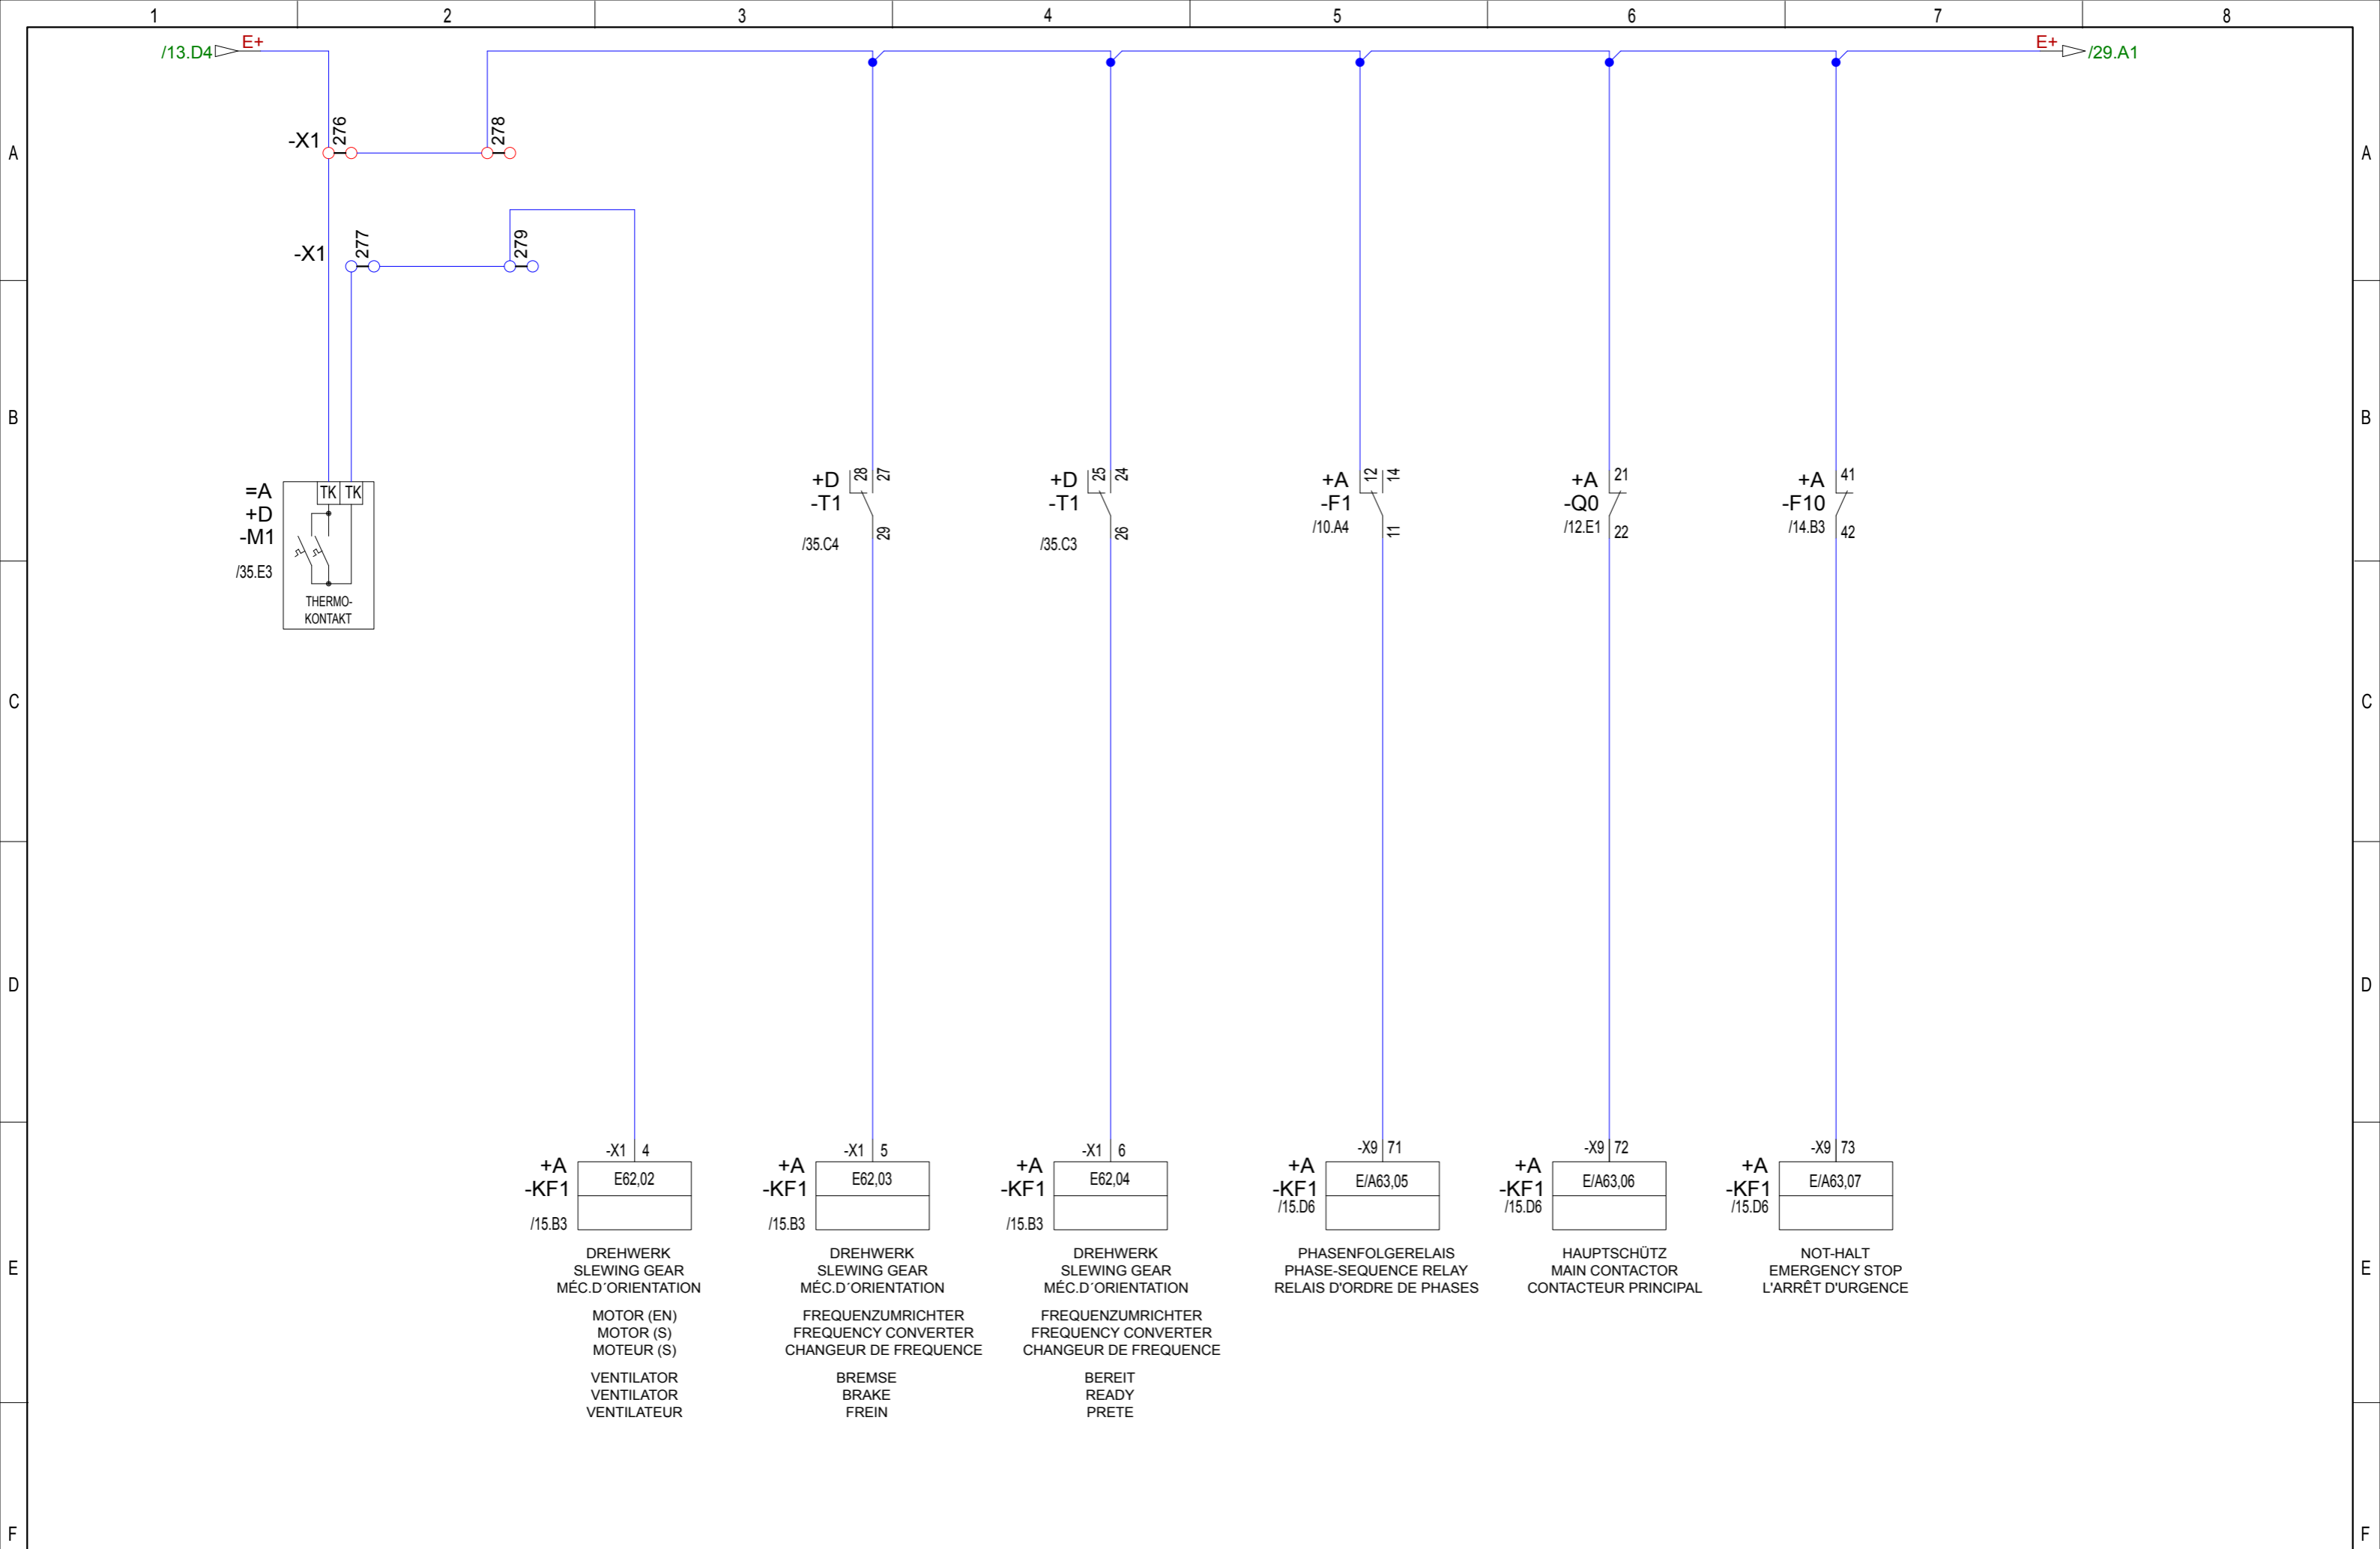 1 2 3 4 5 6 7 8
/13.D4 E+ E+ /29.A1
A A
-X1 276 278
-X1 277 279
B B
=A
+D
-M1
/35.E3
TK TK
THERMO-
KONTAKT
+D
-T1
/35.C4
28 27
29
+D
-T1
/35.C3
25 24
26
+A
-F1
/10.A4
12 14
11
+A
-Q0
/12.E1
21
22
+A
-F10
/14.B3
41
42
C C
D D
E E
-X1 4
+A
-KF1
/15.B3
E62,02
DREHWERK
SLEWING GEAR
MÉC.D´ORIENTATION
MOTOR (EN)
MOTOR (S)
MOTEUR (S)
VENTILATOR
VENTILATOR
VENTILATEUR
-X1 5
+A
-KF1
/15.B3
E62,03
DREHWERK
SLEWING GEAR
MÉC.D´ORIENTATION
FREQUENZUMRICHTER
FREQUENCY CONVERTER
CHANGEUR DE FREQUENCE
BREMSE
BRAKE
FREIN
-X1 6
+A
-KF1
/15.B3
E62,04
DREHWERK
SLEWING GEAR
MÉC.D´ORIENTATION
FREQUENZUMRICHTER
FREQUENCY CONVERTER
CHANGEUR DE FREQUENCE
BEREIT
READY
PRETE
-X9 71
+A
-KF1
/15.D6
E/A63,05
PHASENFOLGERELAIS
PHASE-SEQUENCE RELAY
RELAIS D'ORDRE DE PHASES
-X9 72
+A
-KF1
/15.D6
E/A63,06
HAUPTSCHÜTZ
MAIN CONTACTOR
CONTACTEUR PRINCIPAL
-X9 73
+A
-KF1
/15.D6
E/A63,07
NOT-HALT
EMERGENCY STOP
L'ARRÊT D'URGENCE
F F